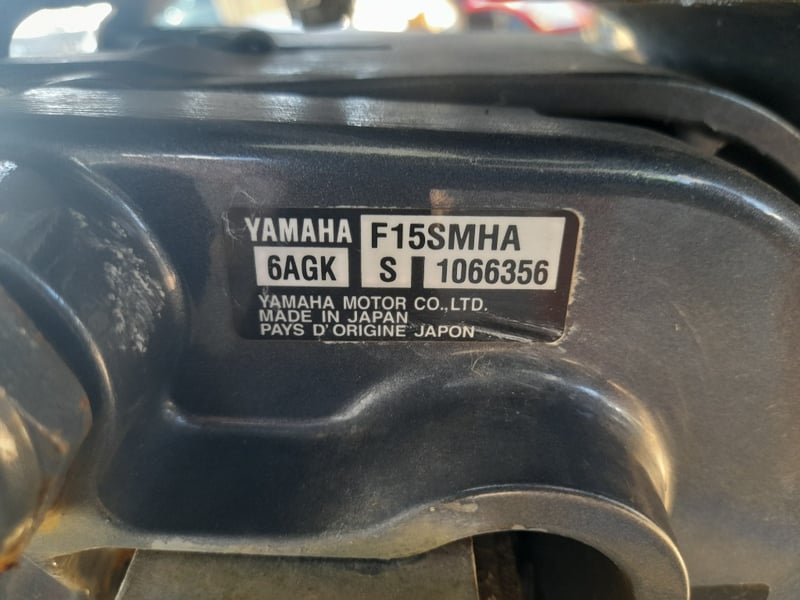 YAMAHA F15SMHA
6AGK S 1066356
YAMAHA MOTOR CO.,LTD.
MADE IN JAPAN
PAYS D'ORIGINE JAPON